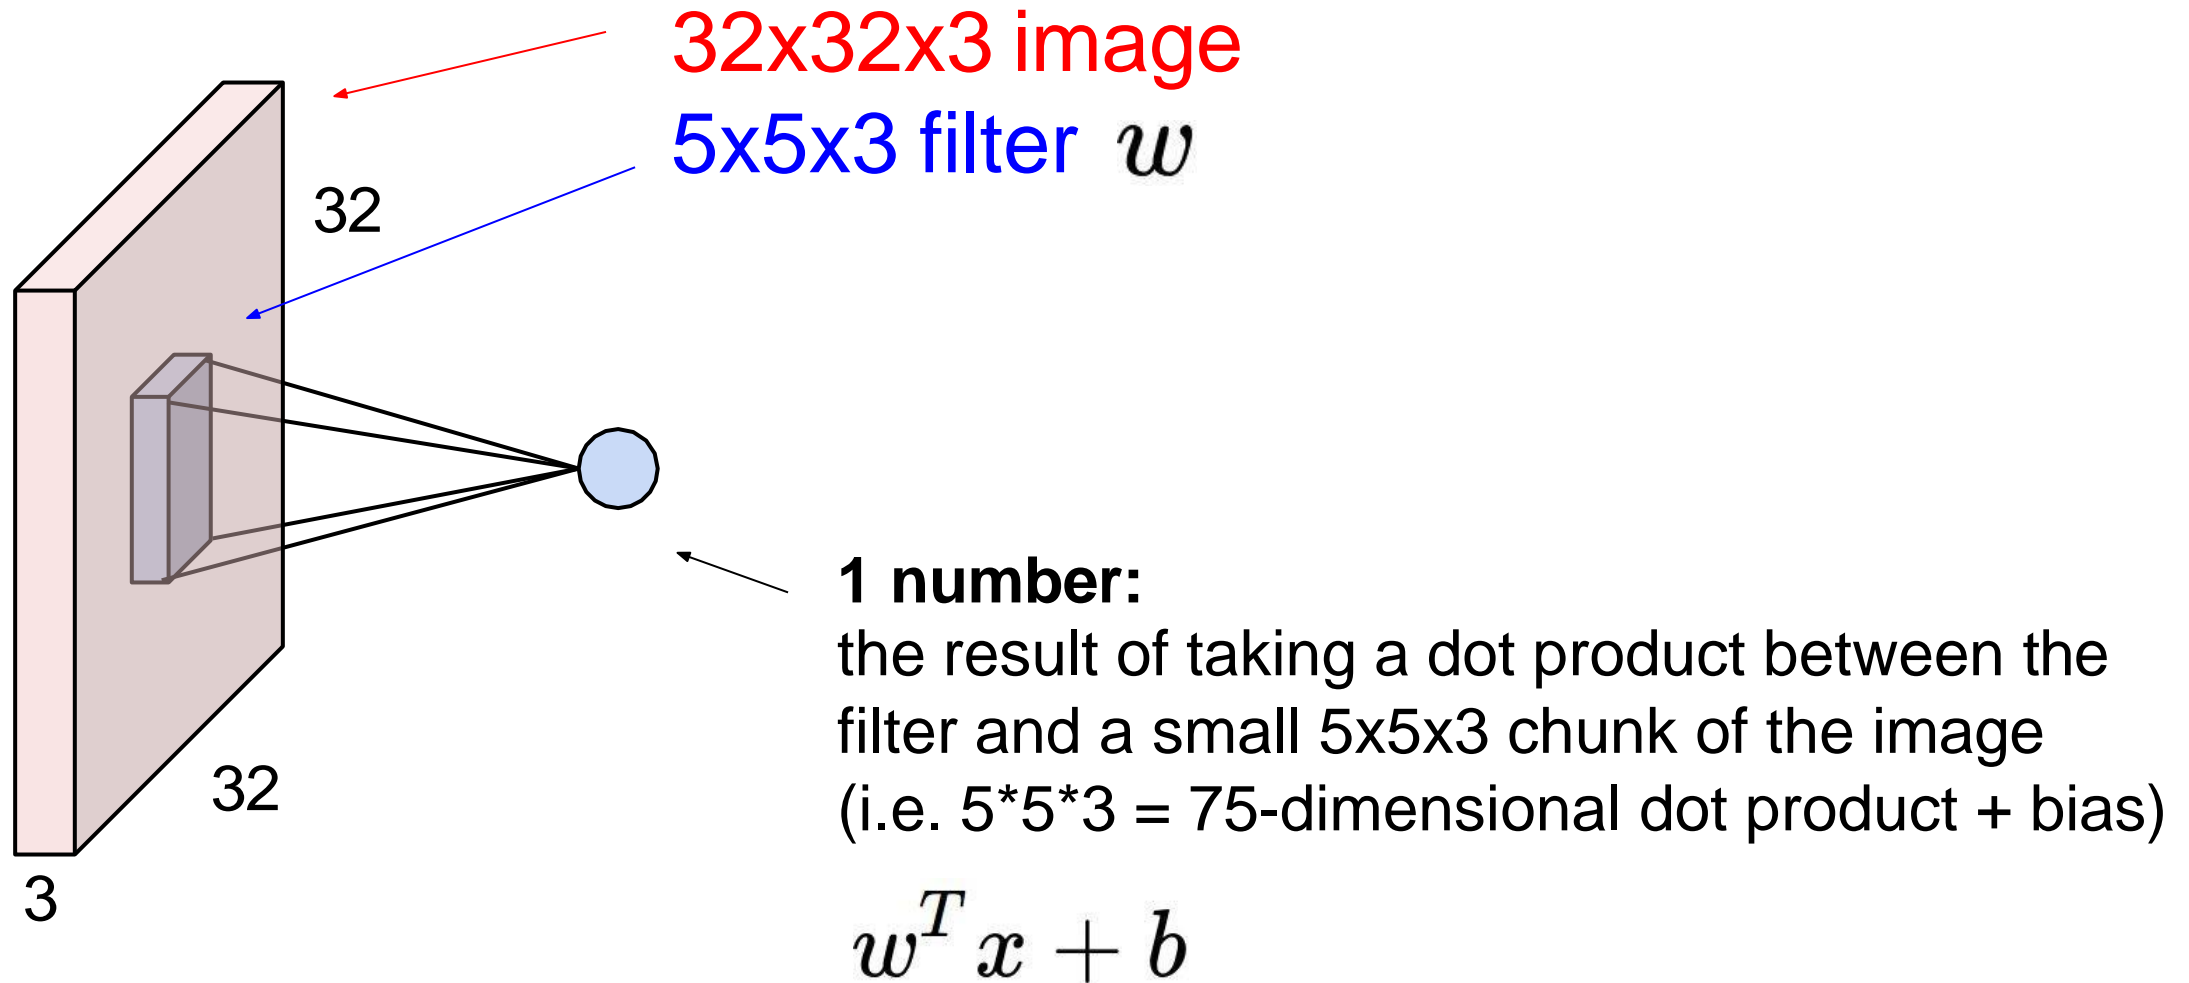 32x32x3 image
5x5x3 filter w
32
32
3
1 number:
the result of taking a dot product between the
filter and a small 5x5x3 chunk of the image
(i.e. 5*5*3 = 75-dimensional dot product + bias)
w^T x + b